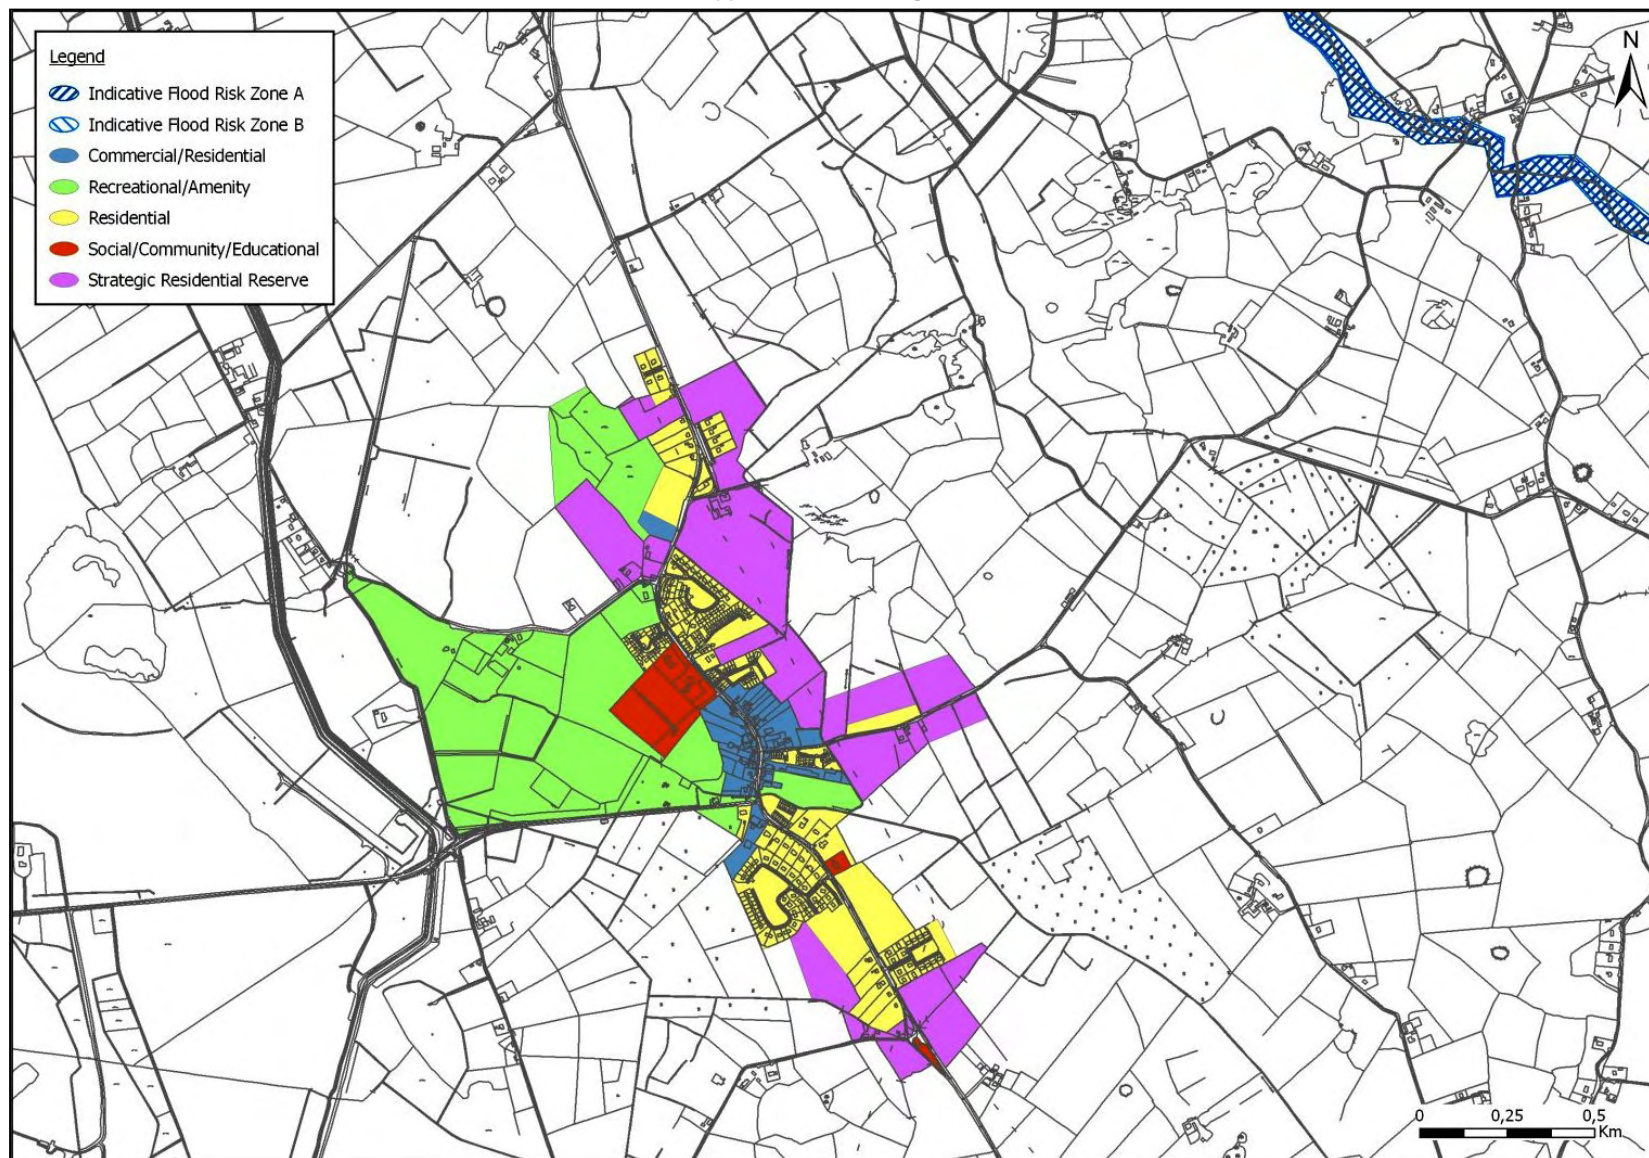 Legend
Indicative Flood Risk Zone A
Indicative Flood Risk Zone B
Commercial/Residential
Recreational/Amenity
Residential
Social/Community/Educational
Strategic Residential Reserve
N
0 0,25 0,5
Km